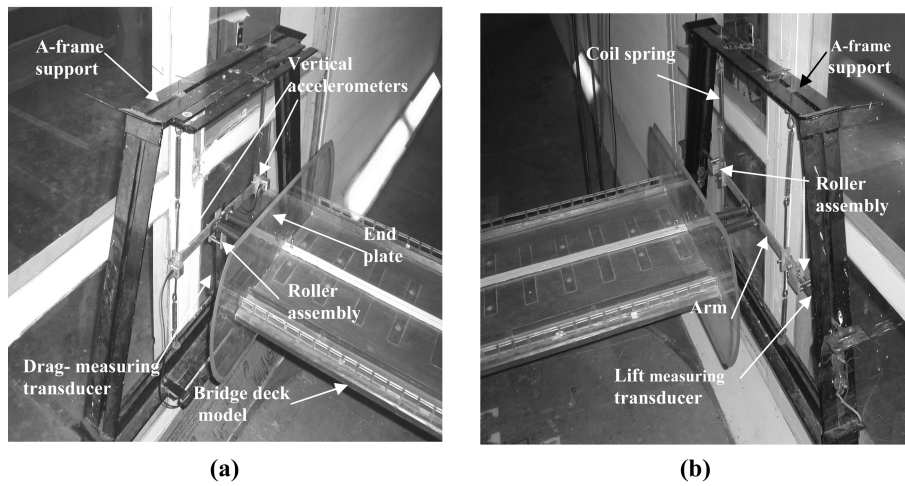 A-frame
support
Vertical
accelerometers
End
plate
Roller
assembly
Drag- measuring
transducer
Bridge deck
model
(a)
Coil spring
A-frame
support
Roller
assembly
Arm
Lift measuring
transducer
(b)